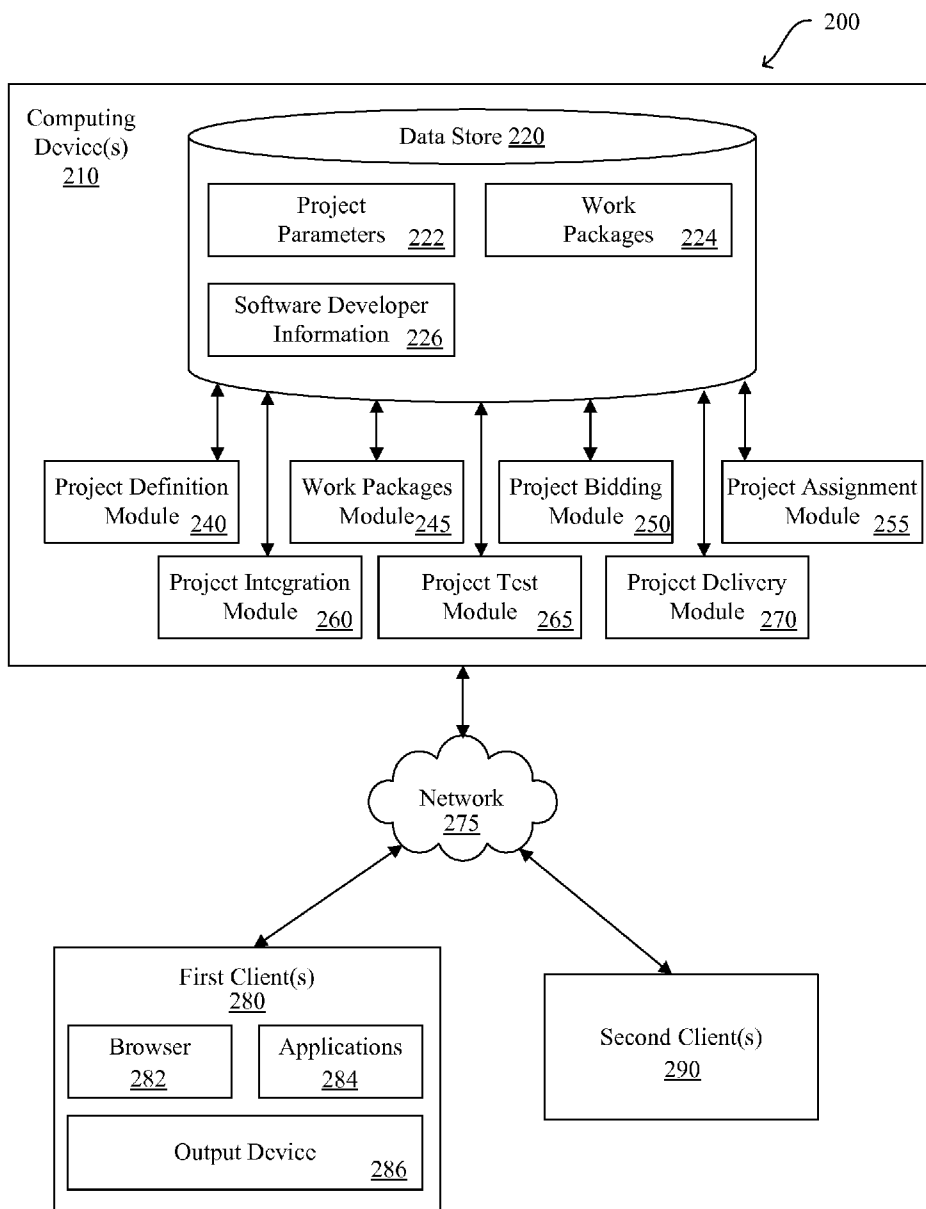 200
Computing
Device(s)
210
Data Store 220
Project
Parameters 222
Work
Packages 224
Software Developer
Information 226
Project Definition
Module 240
Work Packages
Module 245
Project Bidding
Module 250
Project Assignment
Module 255
Project Integration
Module 260
Project Test
Module 265
Project Delivery
Module 270
Network
275
First Client(s)
280
Browser
282
Applications
284
Output Device
286
Second Client(s)
290